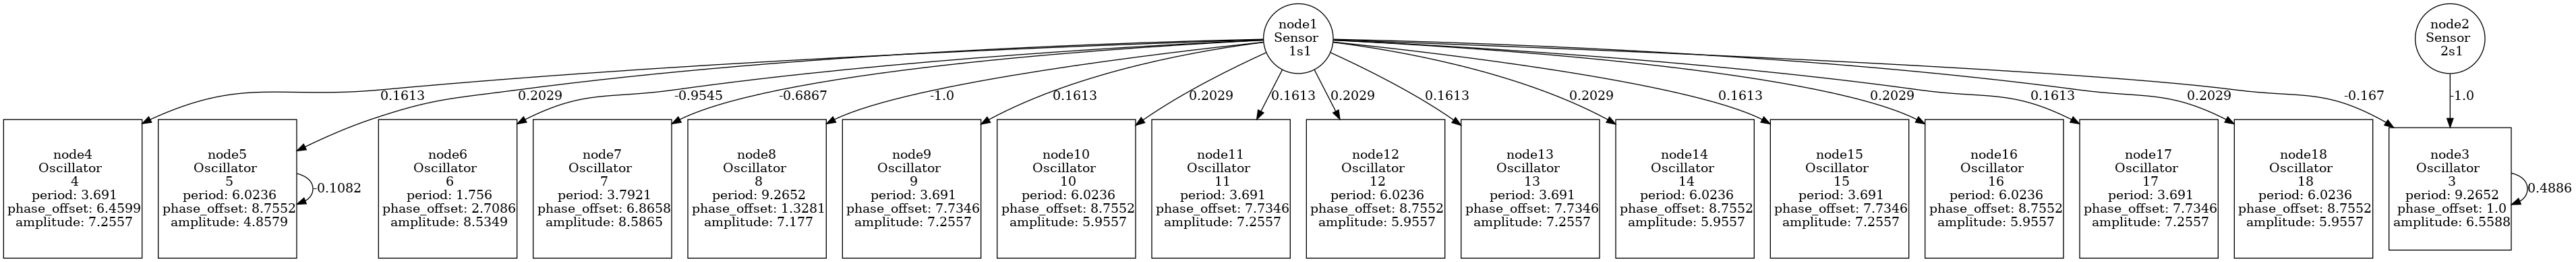 node1
Sensor
1s1
node2
Sensor
2s1
0.1613
0.2029
-0.9545
-0.6867
-1.0
0.1613
0.2029
0.1613
0.2029
0.1613
0.2029
0.1613
0.2029
0.1613
0.2029
-0.167
-1.0
node4
Oscillator
4
period: 3.691
phase_offset: 6.4599
amplitude: 7.2557
node5
Oscillator
5
period: 6.0236
phase_offset: 8.7552
amplitude: 4.8579
-0.1082
node6
Oscillator
6
period: 1.756
phase_offset: 2.7086
amplitude: 8.5349
node7
Oscillator
7
period: 3.7921
phase_offset: 6.8658
amplitude: 8.5865
node8
Oscillator
8
period: 9.2652
phase_offset: 1.3281
amplitude: 7.177
node9
Oscillator
9
period: 3.691
phase_offset: 7.7346
amplitude: 7.2557
node10
Oscillator
10
period: 6.0236
phase_offset: 8.7552
amplitude: 5.9557
node11
Oscillator
11
period: 3.691
phase_offset: 7.7346
amplitude: 7.2557
node12
Oscillator
12
period: 6.0236
phase_offset: 8.7552
amplitude: 5.9557
node13
Oscillator
13
period: 3.691
phase_offset: 7.7346
amplitude: 7.2557
node14
Oscillator
14
period: 6.0236
phase_offset: 8.7552
amplitude: 5.9557
node15
Oscillator
15
period: 3.691
phase_offset: 7.7346
amplitude: 7.2557
node16
Oscillator
16
period: 6.0236
phase_offset: 8.7552
amplitude: 5.9557
node17
Oscillator
17
period: 3.691
phase_offset: 7.7346
amplitude: 7.2557
node18
Oscillator
18
period: 6.0236
phase_offset: 8.7552
amplitude: 5.9557
node3
Oscillator
3
period: 9.2652
phase_offset: 1.0
amplitude: 6.5588
0.4886